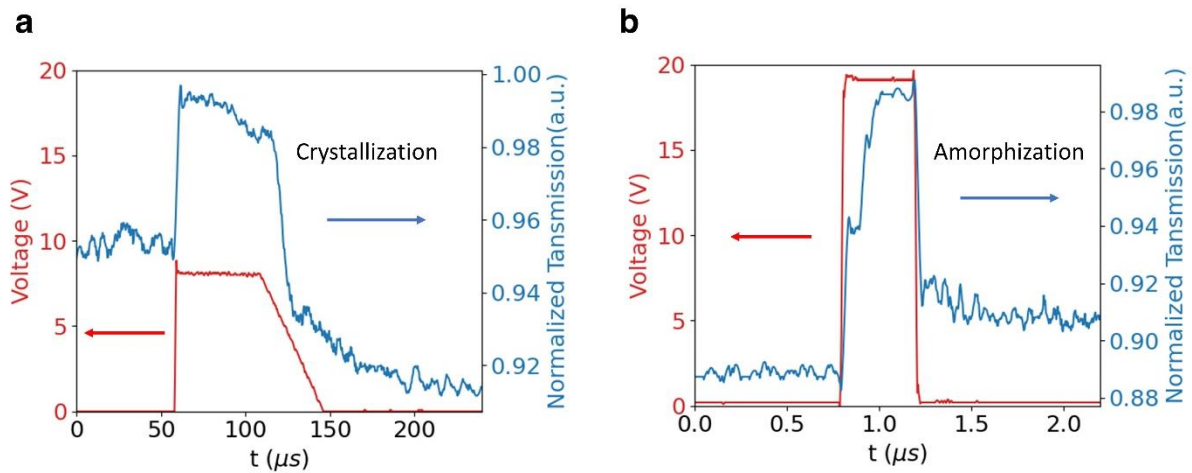 a
20
15
10
5
0
Voltage (V)
Crystallization
1.00
0.98
0.96
0.94
0.92
Normalized Tansmission(a.u.)
0 50 100 150 200
t (μs)
b
20
15
10
5
0
Voltage (V)
Amorphization
0.98
0.96
0.94
0.92
0.90
0.88
Normalized Tansmission(a.u.)
0.0 0.5 1.0 1.5 2.0
t (μs)